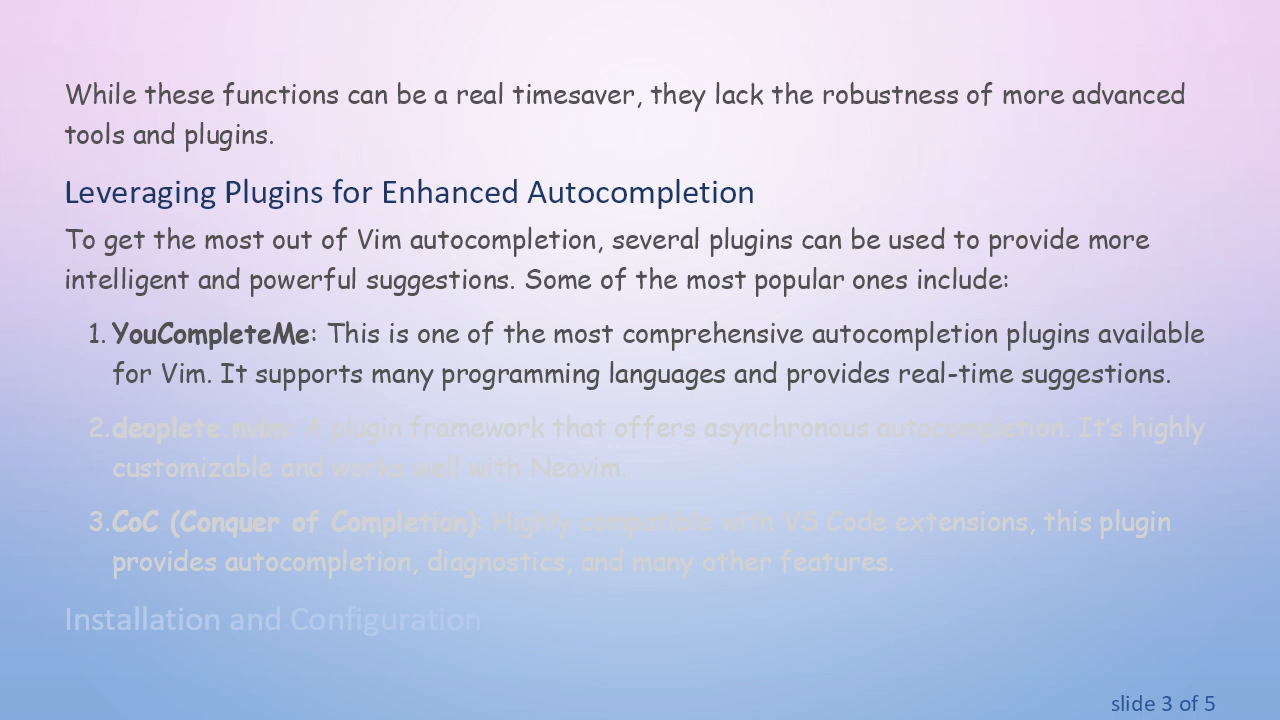 While these functions can be a real timesaver, they lack the robustness of more advanced
tools and plugins.
Leveraging Plugins for Enhanced Autocompletion
To get the most out of Vim autocompletion, several plugins can be used to provide more
intelligent and powerful suggestions. Some of the most popular ones include:
1. YouCompleteMe: This is one of the most comprehensive autocompletion plugins available
for Vim. It supports many programming languages and provides real-time suggestions.
2. deoplete.nvim: A plugin framework that offers asynchronous autocompletion. It's highly
customizable and works well with Neovim.
3. CoC (Conquer of Completion): Highly compatible with VS Code extensions, this plugin
provides autocompletion, diagnostics, and many other features.
Installation and Configuration
slide 3 of 5